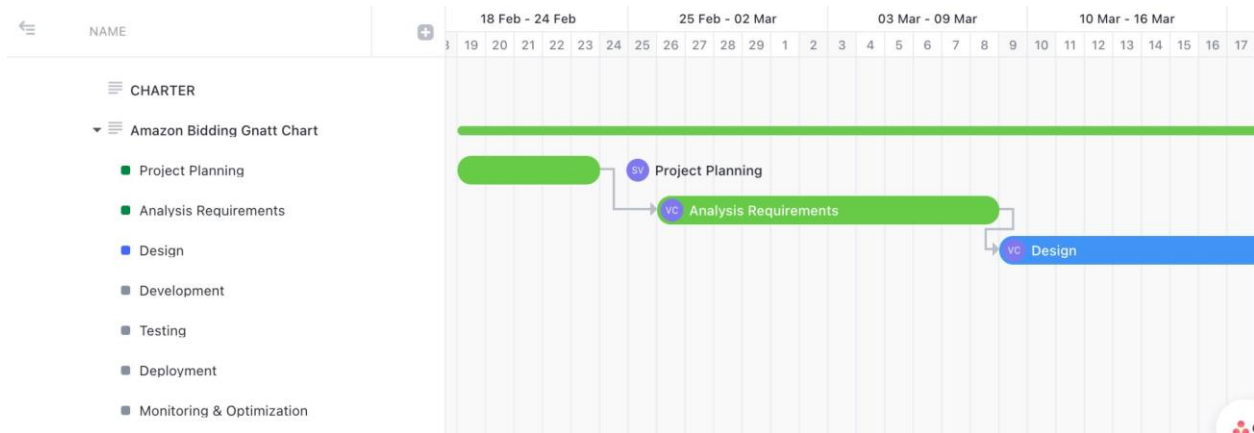 NAME
18 Feb - 24 Feb 25 Feb - 02 Mar 03 Mar - 09 Mar 10 Mar - 16 Mar
19 20 21 22 23 24 25 26 27 28 29 1 2 3 4 5 6 7 8 9 10 11 12 13 14 15 16 17
CHARTER
Amazon Bidding Gnatt Chart
Project Planning SV Project Planning
Analysis Requirements VC Analysis Requirements
Design VC Design
Development
Testing
Deployment
Monitoring & Optimization